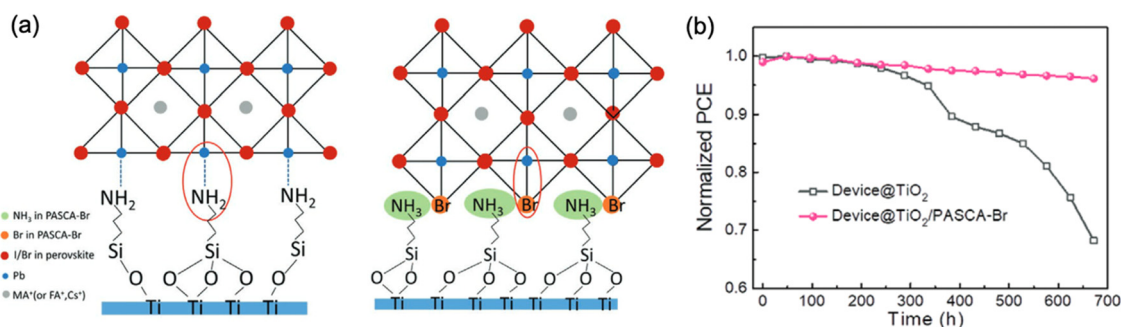 (a)
NH2 NH2 NH2
Si Si Si
O O O O O
Ti Ti Ti Ti
NH3 in PASCA-Br
Br in PASCA-Br
I/Br in perovskite
Pb
MA+(or FA+,Cs+)
NH3 Br NH3 Br NH3 Br
Si Si Si
O O O O O O O O
Ti Ti Ti Ti Ti Ti Ti
(b)
Normalized PCE
1.0
0.9
0.8
0.7
0.6
Device@TiO2
Device@TiO2/PASCA-Br
0 100 200 300 400 500 600 700
Time (h)